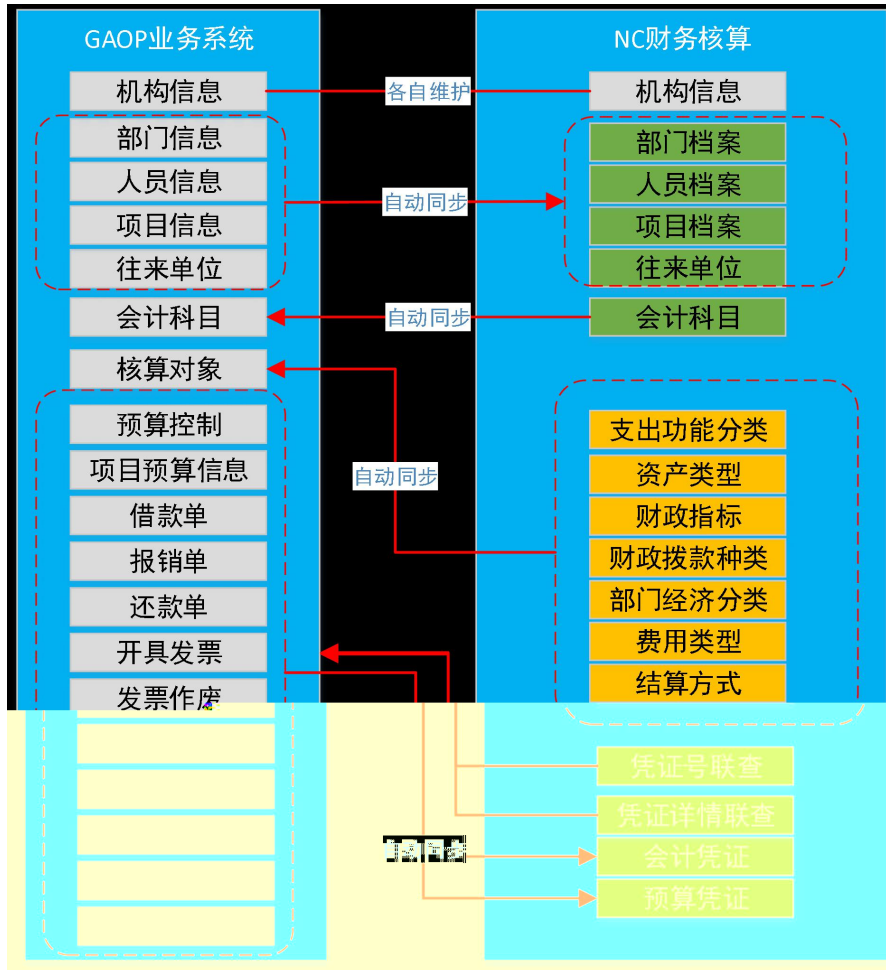 GAOP业务系统
机构信息
部门信息
人员信息
项目信息
往来单位
会计科目
核算对象
预算控制
项目预算信息
借款单
报销单
还款单
开具发票
发票作废
各自维护
自动同步
自动同步
自动同步
NC财务核算
机构信息
部门档案
人员档案
项目档案
往来单位
会计科目
支出功能分类
资产类型
财政指标
财政拨款种类
部门经济分类
费用类型
结算方式
凭证号联查
凭证详情联查
会计凭证
预算凭证